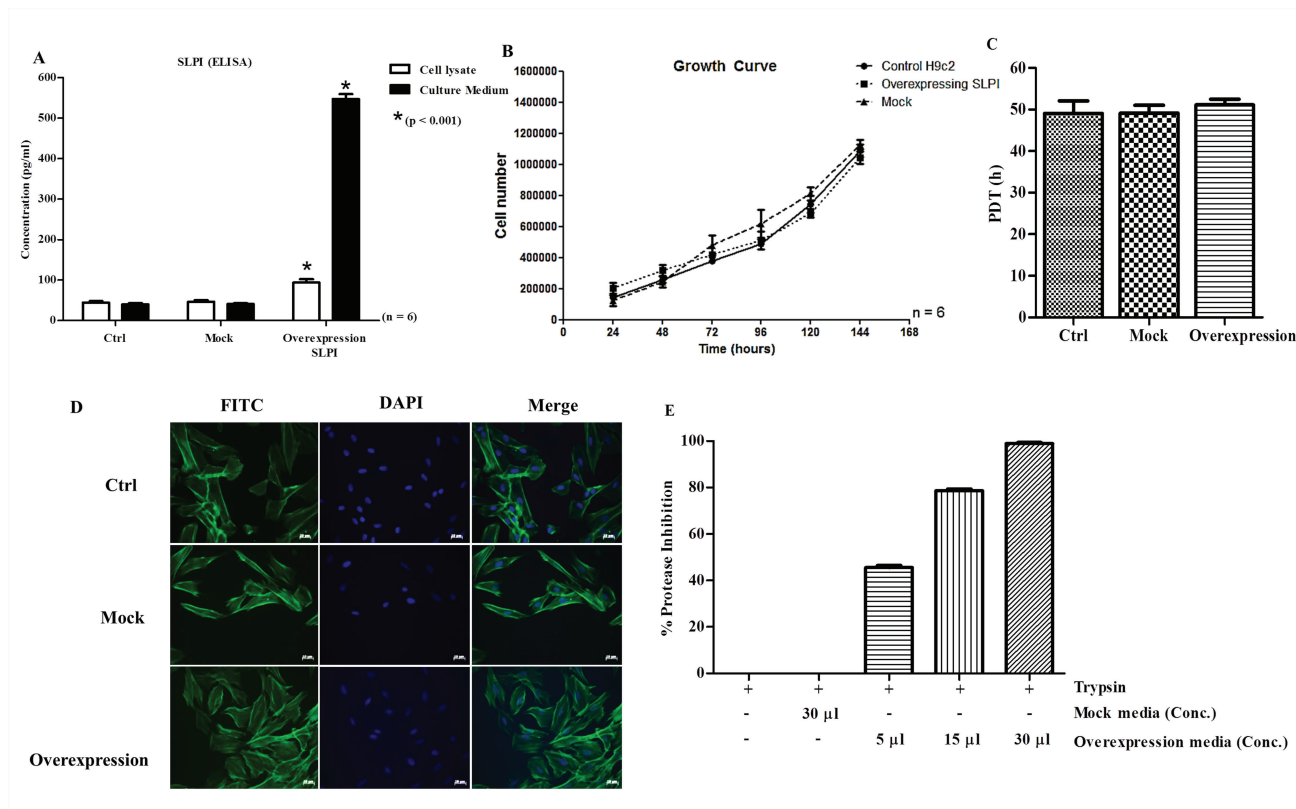 A
SLPI (ELISA)
Cell lysate
Culture Medium
* (p < 0.001)
Concentration (pg/ml)
600
500
400
300
200
100
0
*
*
Ctrl
Mock
Overexpression
SLPI
(n = 6)
B
Growth Curve
Control H9c2
Overexpressing SLPI
Mock
Cell number
1600000
1400000
1200000
1000000
800000
600000
400000
200000
0
0 24 48 72 96 120 144 168
Time (hours)
n = 6
C
PDT (h)
60
50
40
30
20
10
0
Ctrl Mock Overexpression
D
FITC DAPI Merge
Ctrl
Mock
Overexpression
E
% Protease Inhibition
100
80
60
40
20
0
+ + + + + Trypsin
- 30 µl - - - Mock media (Conc.)
- - 5 µl 15 µl 30 µl Overexpression media (Conc.)